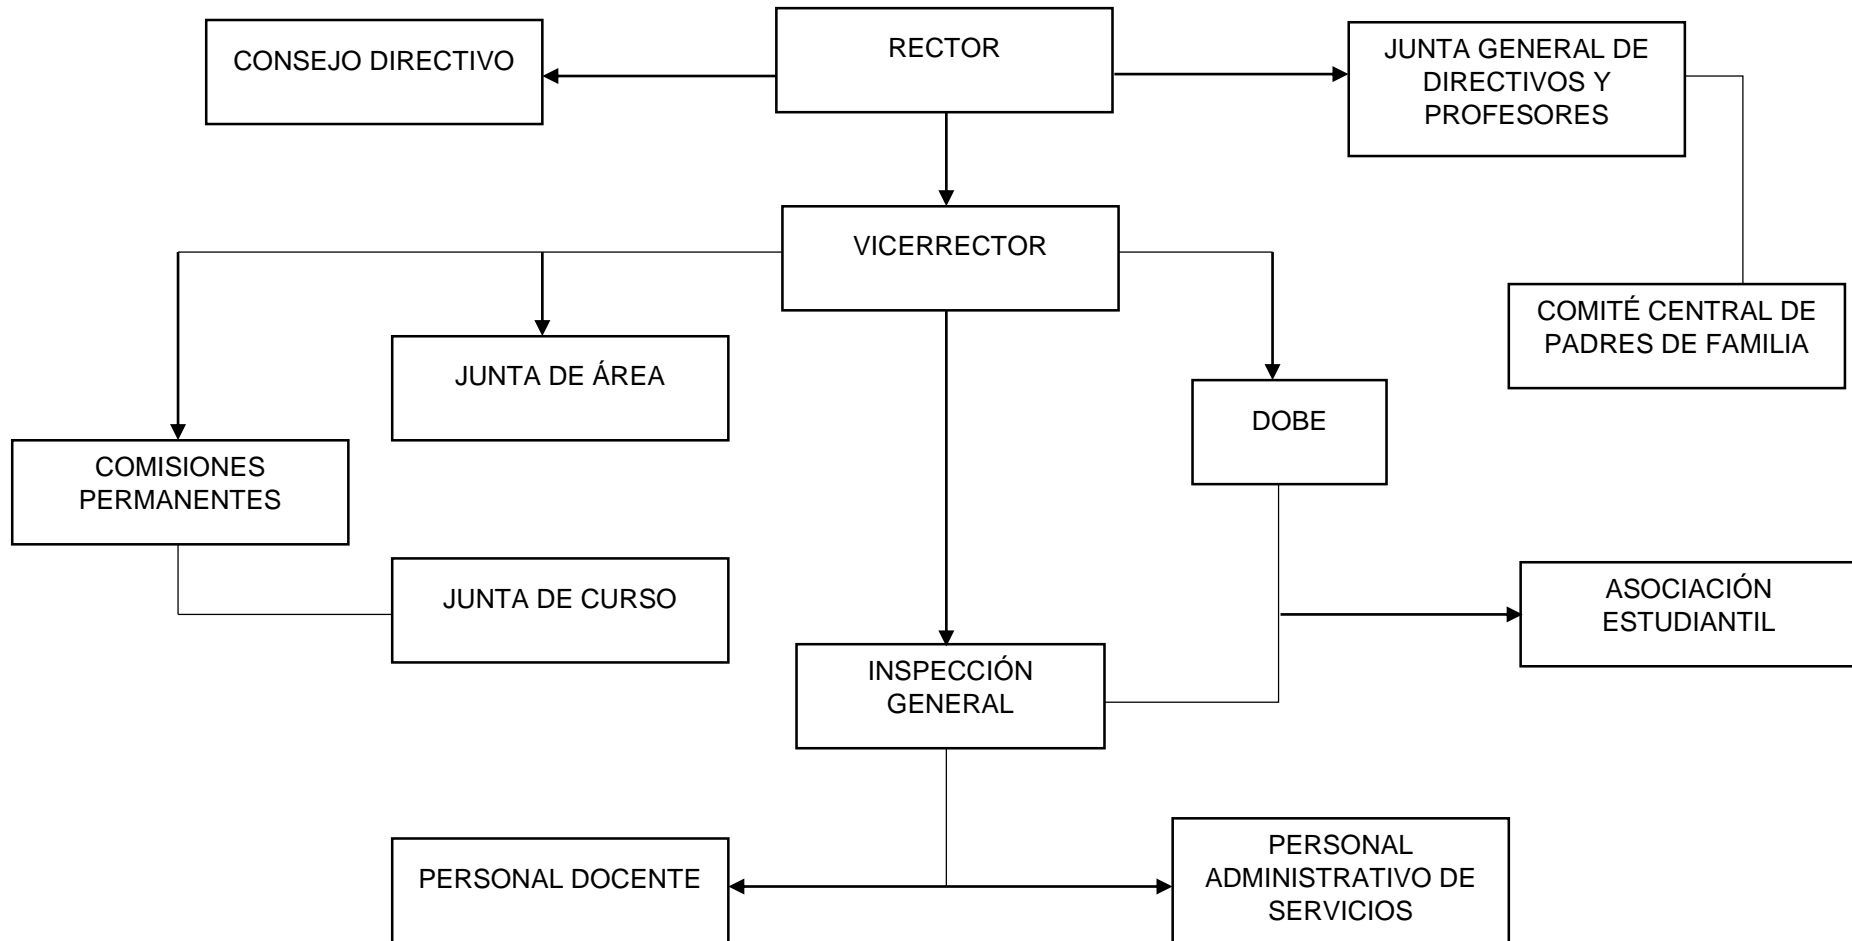 CONSEJO DIRECTIVO
RECTOR
JUNTA GENERAL DE
DIRECTIVOS Y
PROFESORES
VICERRECTOR
COMITÉ CENTRAL DE
PADRES DE FAMILIA
JUNTA DE ÁREA
DOBE
COMISIONES
PERMANENTES
JUNTA DE CURSO
ASOCIACIÓN
ESTUDIANTIL
INSPECCIÓN
GENERAL
PERSONAL DOCENTE
PERSONAL
ADMINISTRATIVO DE
SERVICIOS